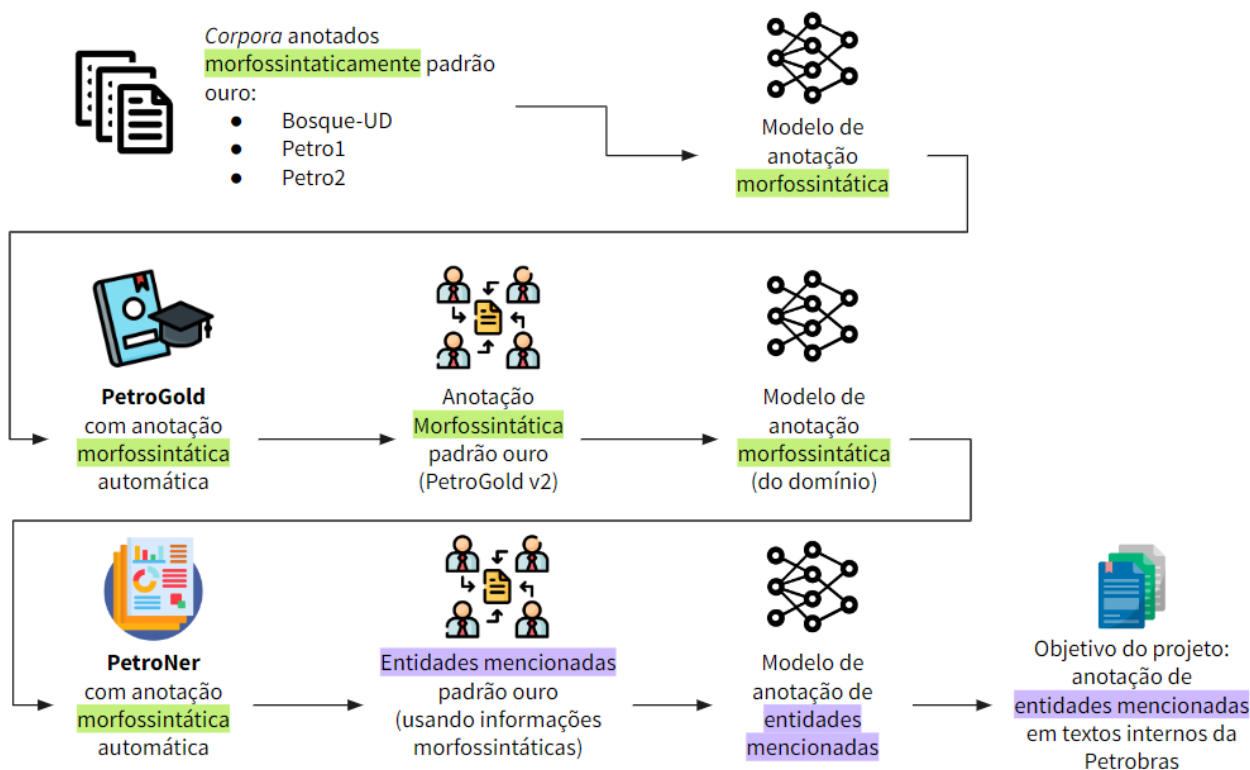 Corpora anotados
morfossintaticamente padrão
ouro:
● Bosque-UD
● Petro1
● Petro2
Modelo de
anotação
morfossintática
PetroGold
com anotação
morfossintática
automática
Anotação
Morfossintática
padrão ouro
(PetroGold v2)
Modelo de
anotação
morfossintática
(do domínio)
PetroNer
com anotação
morfossintática
automática
Entidades mencionadas
padrão ouro
(usando informações
morfossintáticas)
Modelo de
anotação de
entidades
mencionadas
Objetivo do projeto:
anotação de
entidades mencionadas
em textos internos da
Petrobras